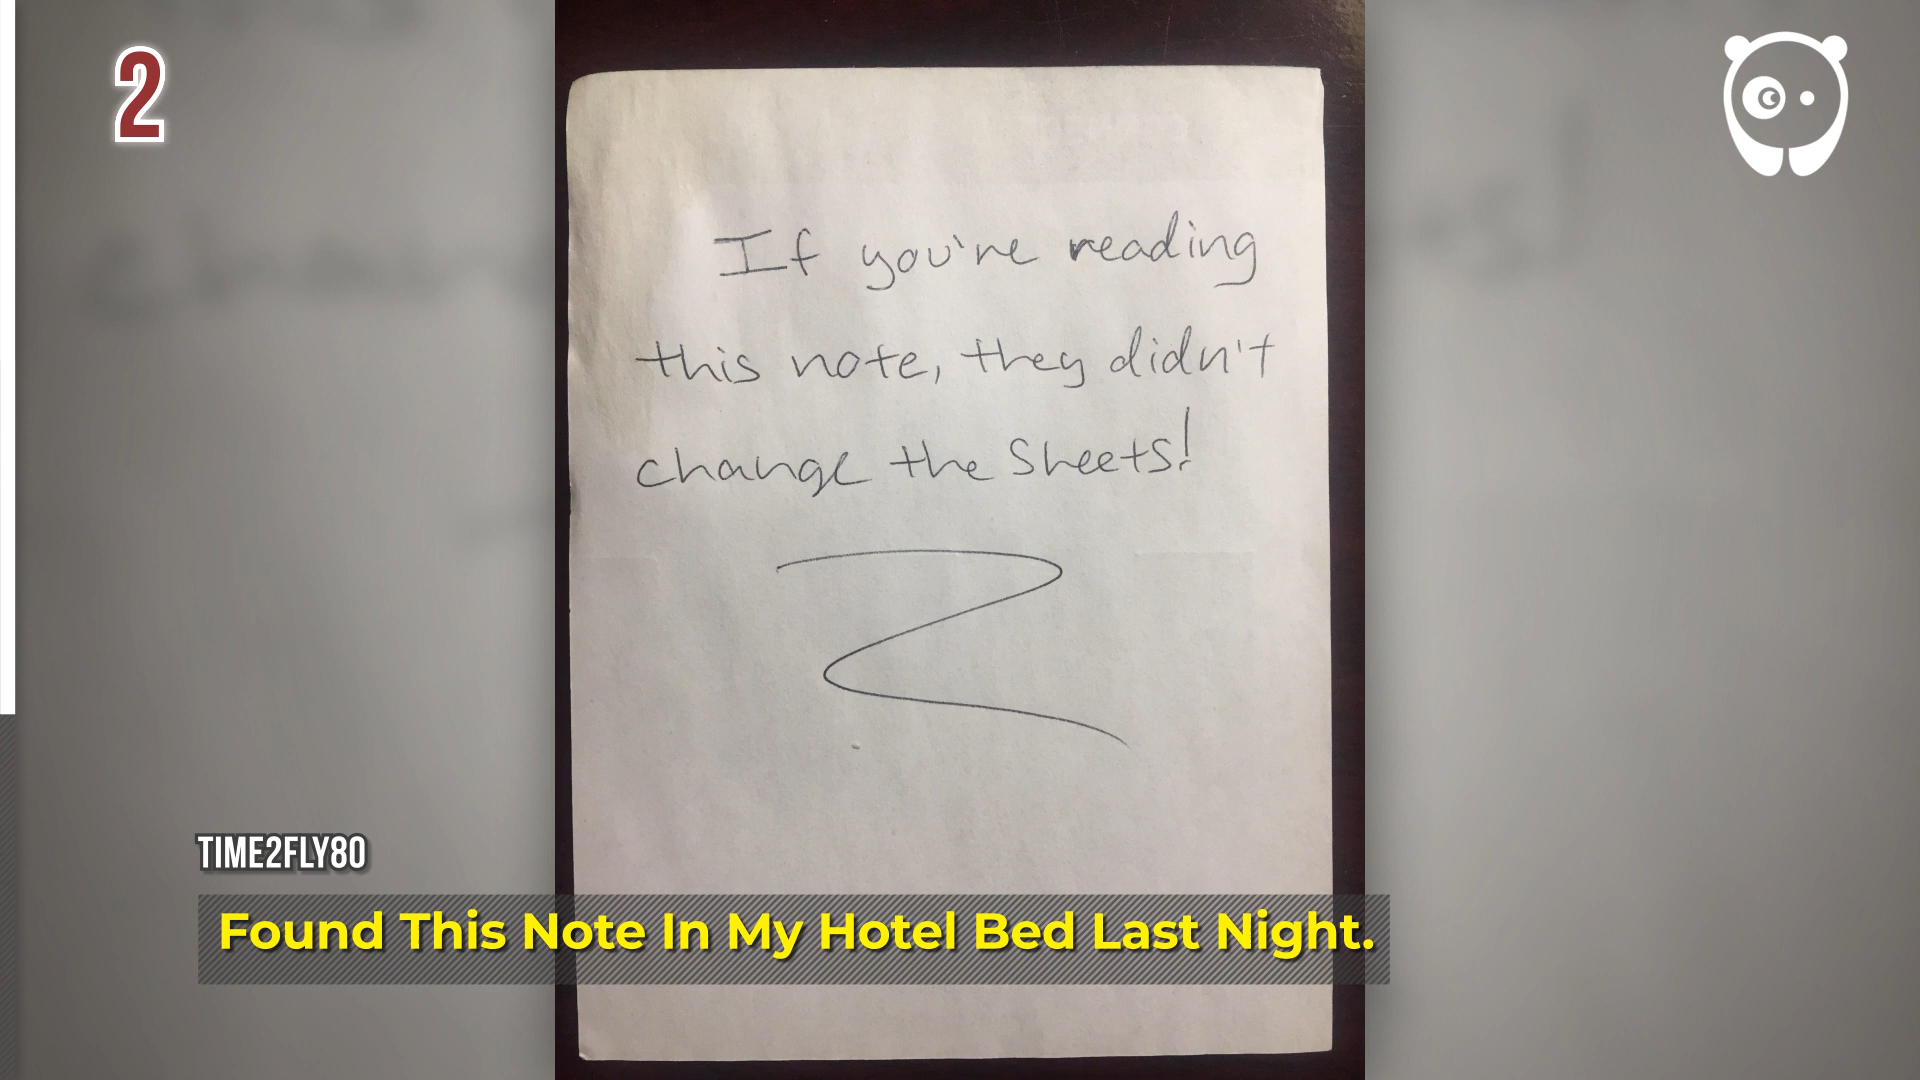 2
If you're reading
this note, they didn't
change the Sheets!
TIME2FLY80
Found This Note In My Hotel Bed Last Night.